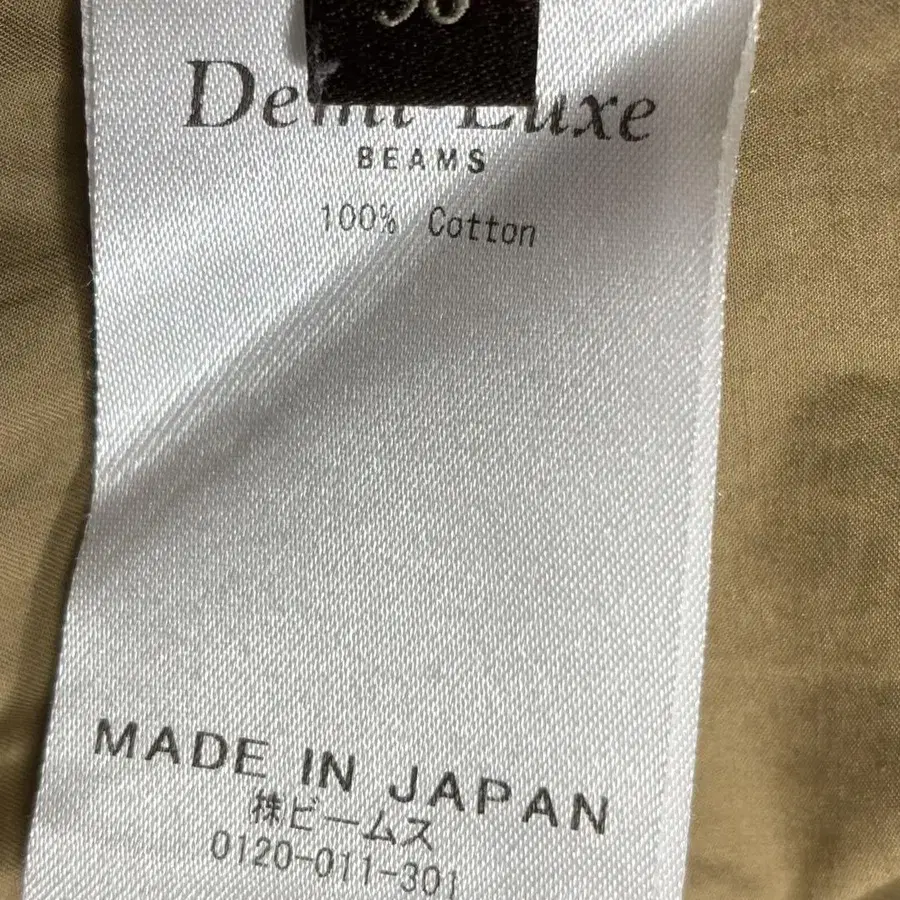 Demi-Luxe
BEAMS
100% Cotton
MADE IN JAPAN
株ビームス
0120-011-301